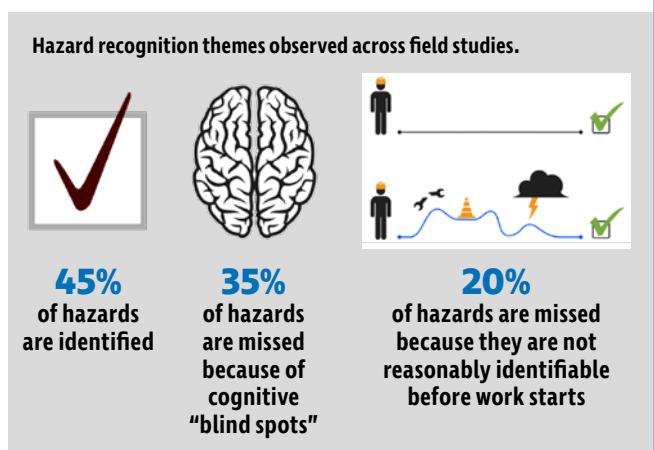 Hazard recognition themes observed across field studies.
45%
of hazards
are identified
35%
of hazards
are missed
because of
cognitive
“blind spots”
20%
of hazards are missed
because they are not
reasonably identifiable
before work starts